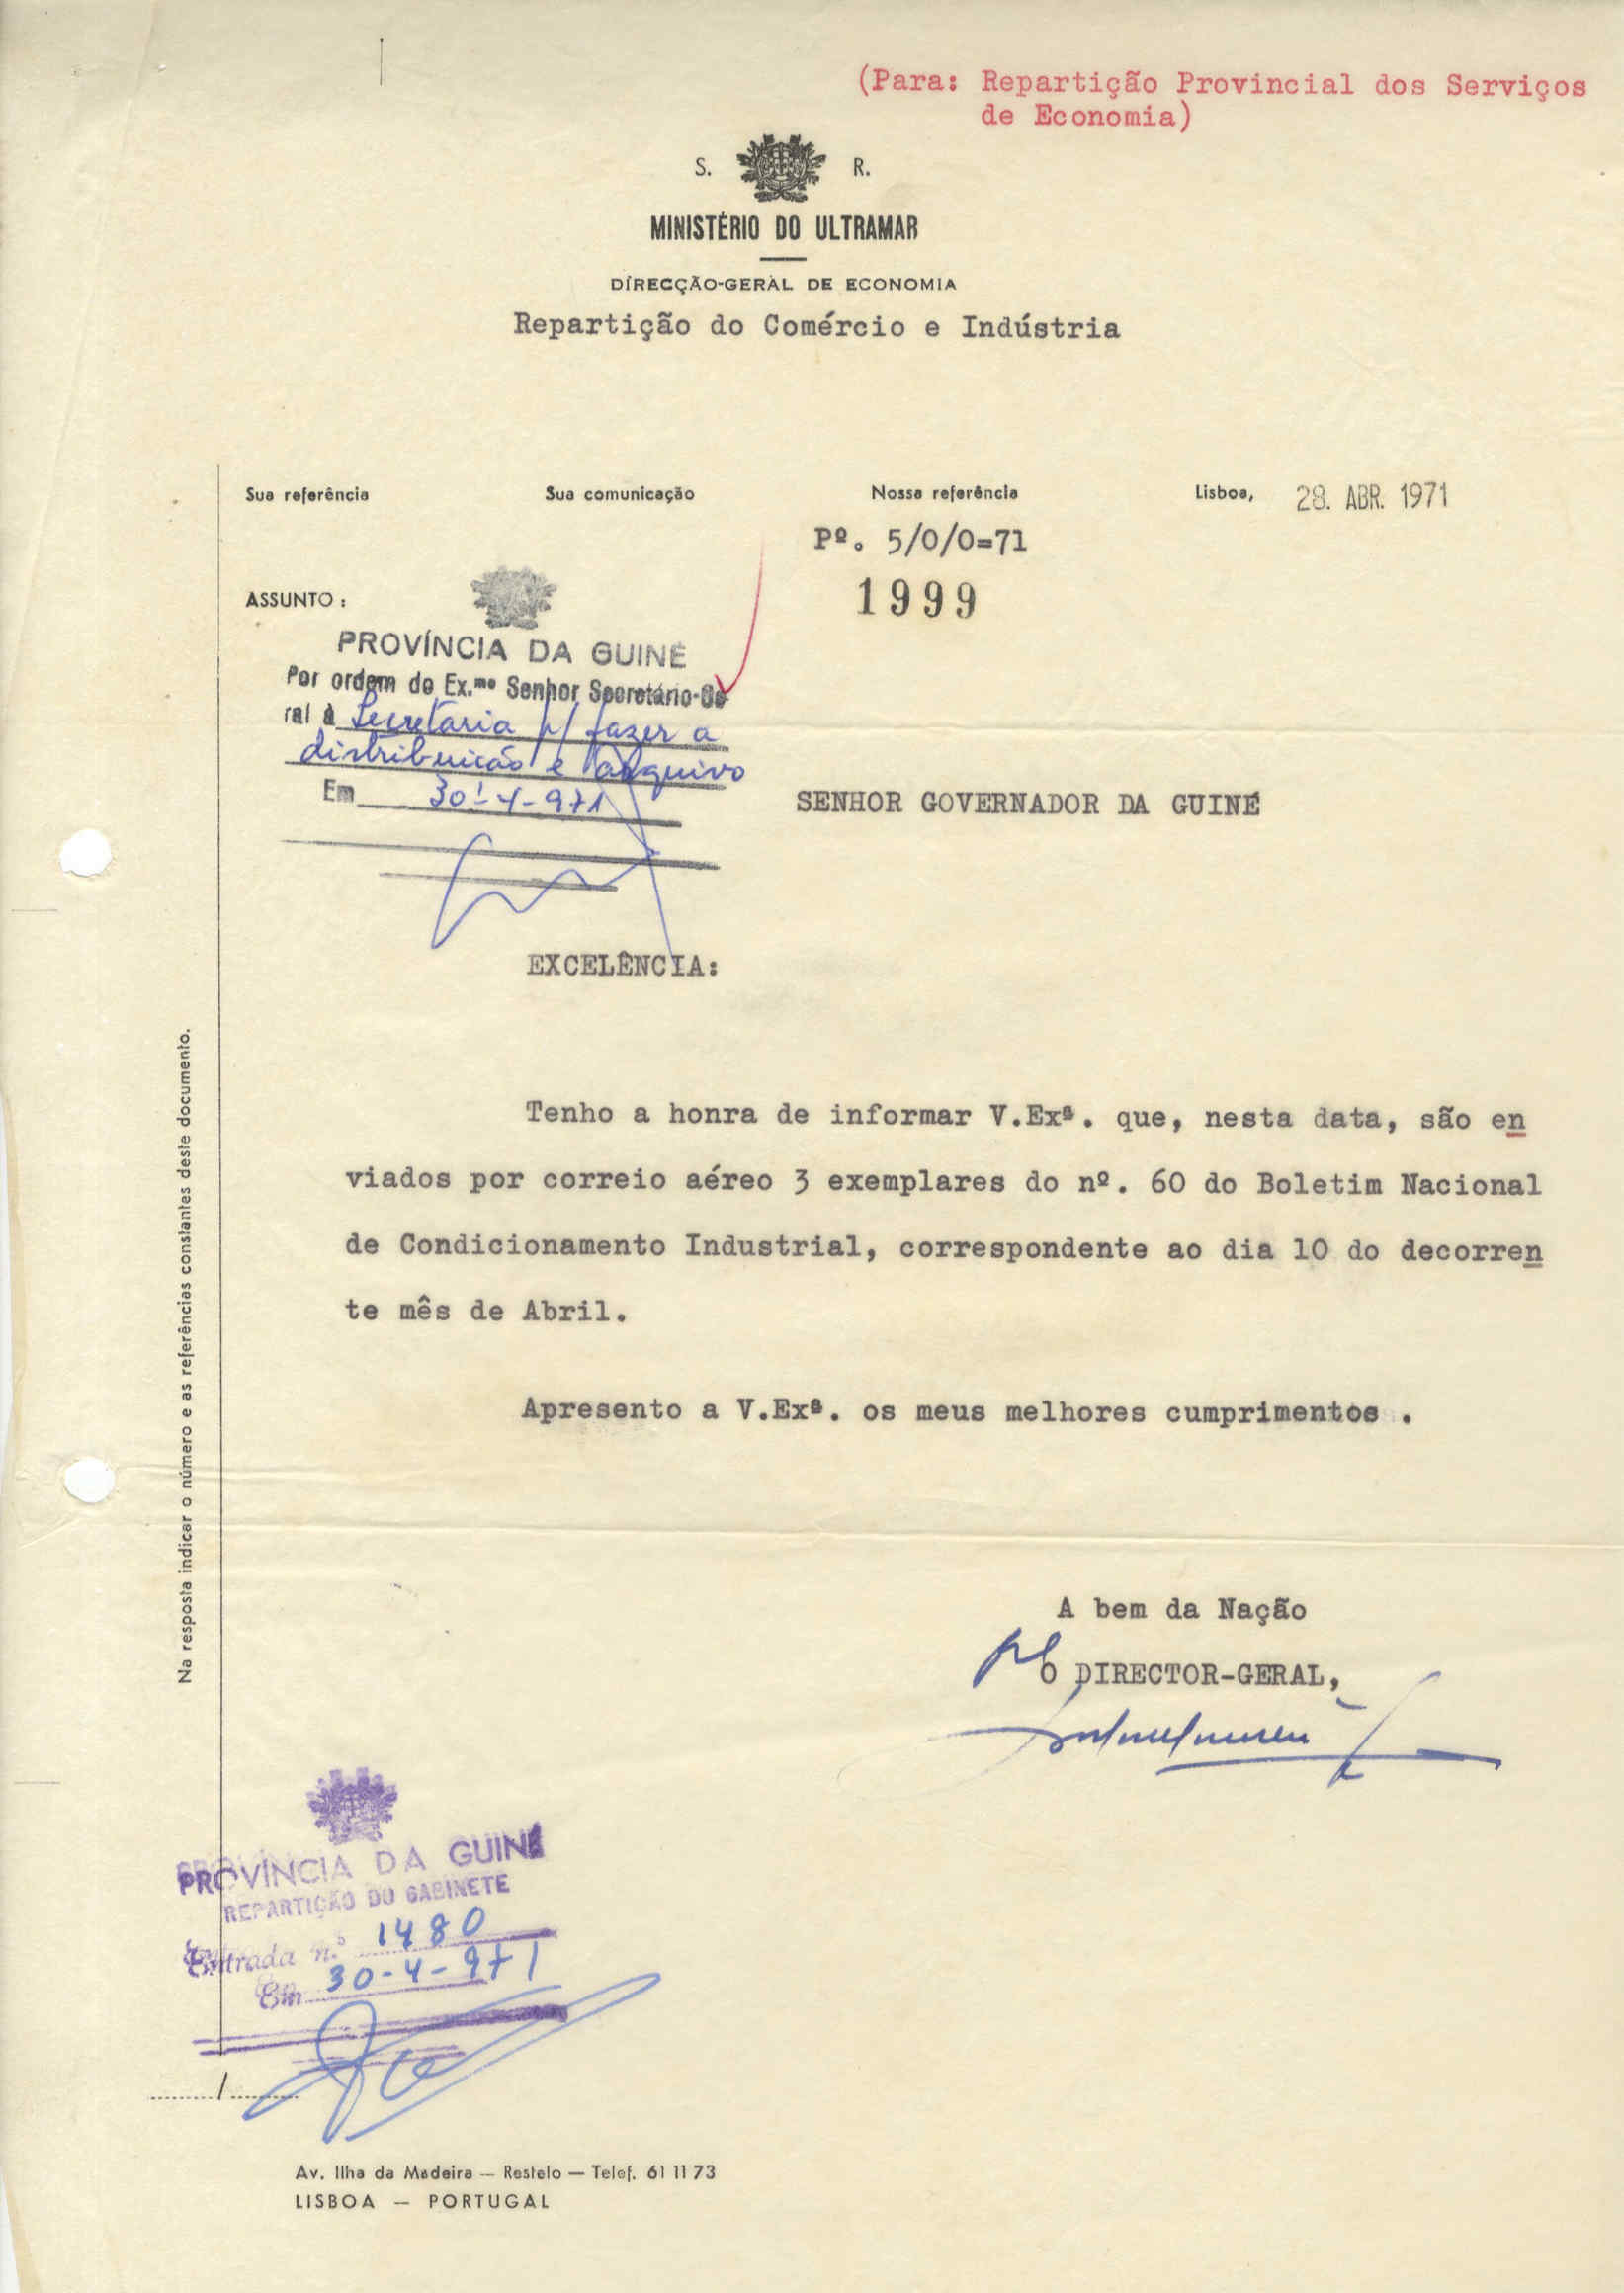 (Para: Repartição Provincial dos Serviços
de Economia)
S. R.
MINISTÉRIO DO ULTRAMAR
DIRECÇÃO-GERAL DE ECONOMIA
Repartição do Comércio e Indústria
Sua referência Sua comunicação Nossa referência Lisboa, 28. ABR. 1971
Pº. 5/0/0=71
1999
ASSUNTO :
PROVÍNCIA DA GUINÉ
Por ordem do Ex.mo Senhor Secretário-Ge-
ral à Secretaria p/ fazer a
distribuição e arquivo
Em 30-4-971
SENHOR GOVERNADOR DA GUINÉ
EXCELÊNCIA:
Tenho a honra de informar V.Exª. que, nesta data, são en
viados por correio aéreo 3 exemplares do nº. 60 do Boletim Nacional
de Condicionamento Industrial, correspondente ao dia 10 do decorren
te mês de Abril.
Apresento a V.Exª. os meus melhores cumprimentos .
A bem da Nação
Pl O DIRECTOR-GERAL,
Na resposta indicar o número e as referências constantes deste documento.
PROVÍNCIA DA GUINÉ
REPARTIÇÃO DO GABINETE
Entrada n.º 1480
Em 30-4-971
........./.........
Av. Ilha da Madeira — Restelo — Telef. 61 11 73
LISBOA — PORTUGAL